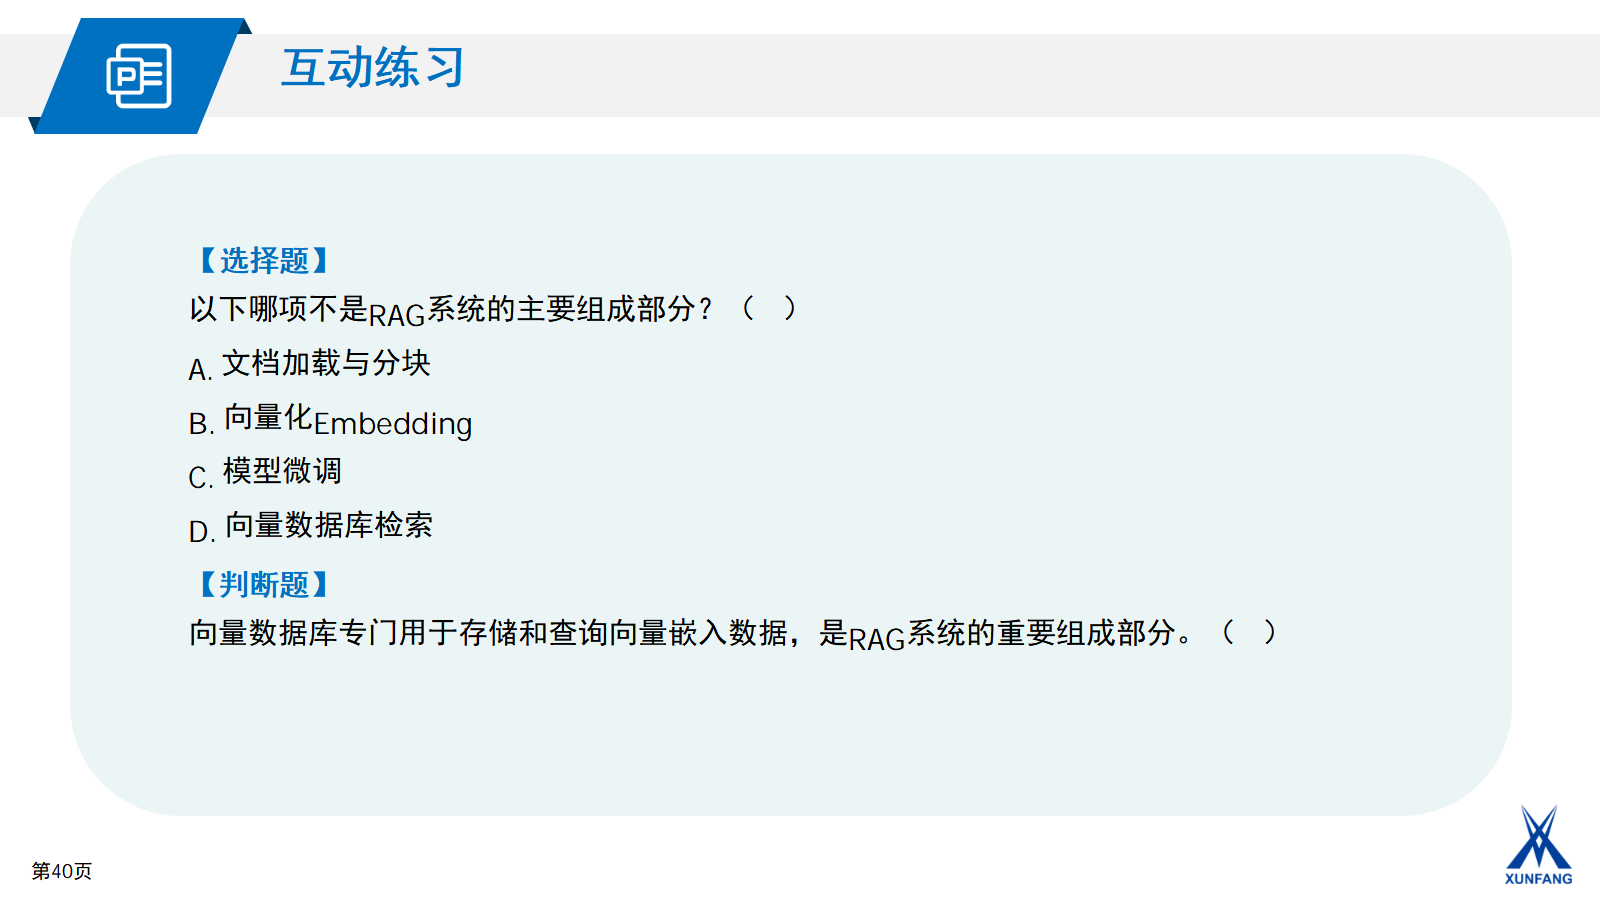 互动练习
【选择题】
以下哪项不是RAG系统的主要组成部分？（ ）
A. 文档加载与分块
B. 向量化Embedding
C. 模型微调
D. 向量数据库检索
【判断题】
向量数据库专门用于存储和查询向量嵌入数据，是RAG系统的重要组成部分。（ ）
第40页
XUNFANG